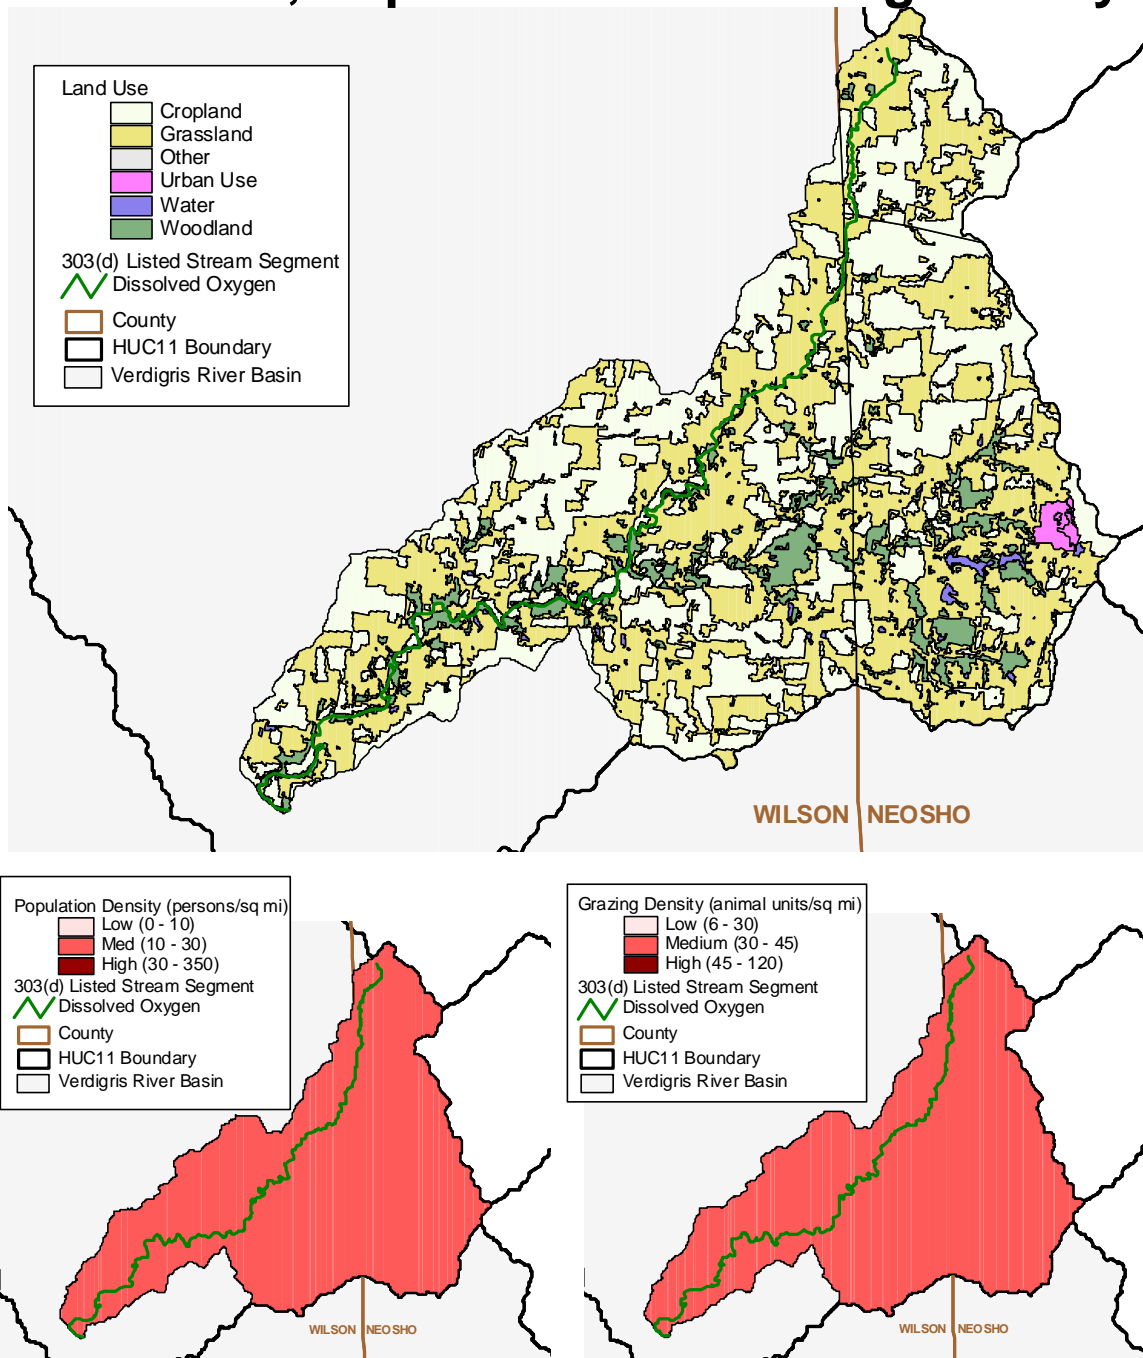 Land Use
Cropland
Grassland
Other
Urban Use
Water
Woodland
303(d) Listed Stream Segment
Dissolved Oxygen
County
HUC11 Boundary
Verdigris River Basin
WILSON NEOSHO
Population Density (persons/sq mi)
Low (0 - 10)
Med (10 - 30)
High (30 - 350)
303(d) Listed Stream Segment
Dissolved Oxygen
County
HUC11 Boundary
Verdigris River Basin
WILSON NEOSHO
Grazing Density (animal units/sq mi)
Low (6 - 30)
Medium (30 - 45)
High (45 - 120)
303(d) Listed Stream Segment
Dissolved Oxygen
County
HUC11 Boundary
Verdigris River Basin
WILSON NEOSHO